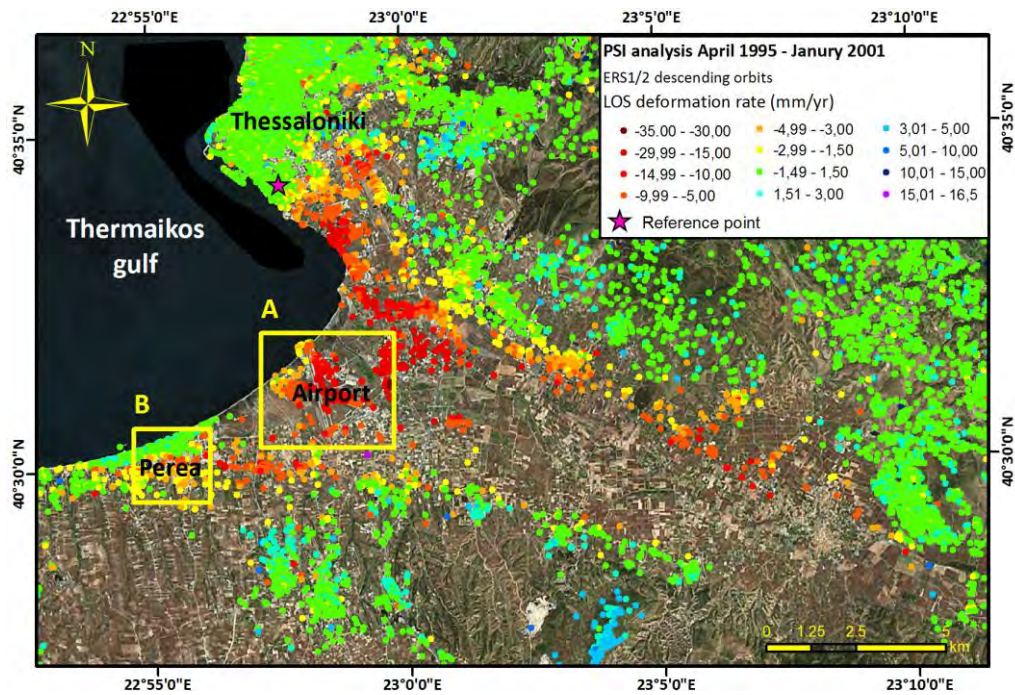 22°55'0"E 23°0'0"E 23°5'0"E 23°10'0"E
N
PSI analysis April 1995 - Janury 2001
ERS1/2 descending orbits
LOS deformation rate (mm/yr)
-35.00 - -30,00 -4,99 - -3,00 3,01 - 5,00
-29,99 - -15,00 -2,99 - -1,50 5,01 - 10,00
-14,99 - -10,00 -1,49 - 1,50 10,01 - 15,00
-9,99 - -5,00 1,51 - 3,00 15,01 - 16,5
Reference point
40°35'0"N
40°35'0"N
Thessaloniki
Thermaikos
gulf
A
Airport
B
Perea
40°30'0"N
40°30'0"N
0 1.25 2.5 5
km
22°55'0"E 23°0'0"E 23°5'0"E 23°10'0"E